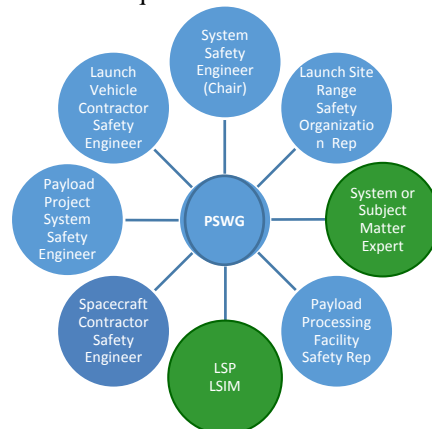 System
Safety
Engineer
(Chair)
Launch Site
Range
Safety
Organizatio
n Rep
System or
Subject
Matter
Expert
Payload
Processing
Facility
Safety Rep
LSP
LSIM
Spacecraft
Contractor
Safety
Engineer
Payload
Project
System
Safety
Engineer
Launch
Vehicle
Contractor
Safety
Engineer
PSWG